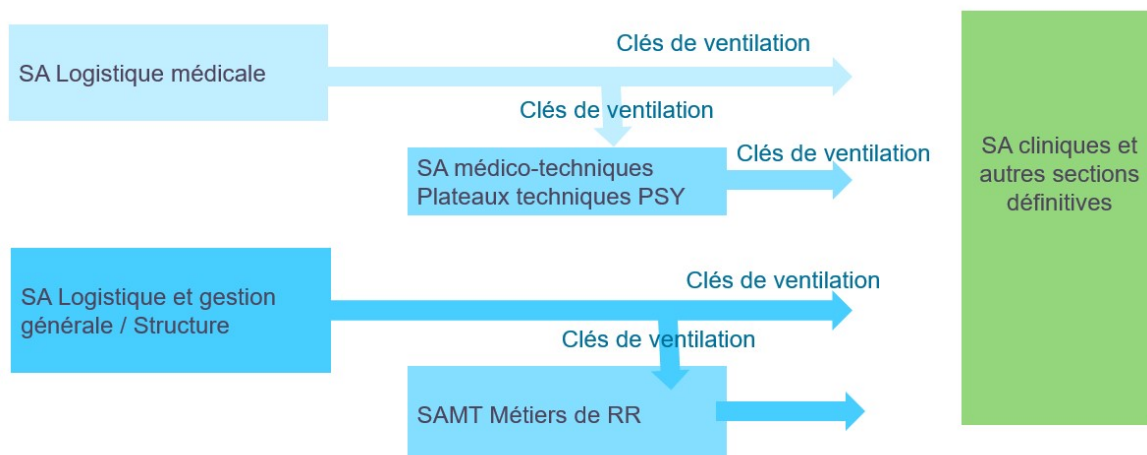 Clés de ventilation
SA Logistique médicale
Clés de ventilation
SA médico-techniques
Plateaux techniques PSY
Clés de ventilation
SA cliniques et
autres sections
définitives
SA Logistique et gestion
générale / Structure
Clés de ventilation
Clés de ventilation
SAMT Métiers de RR